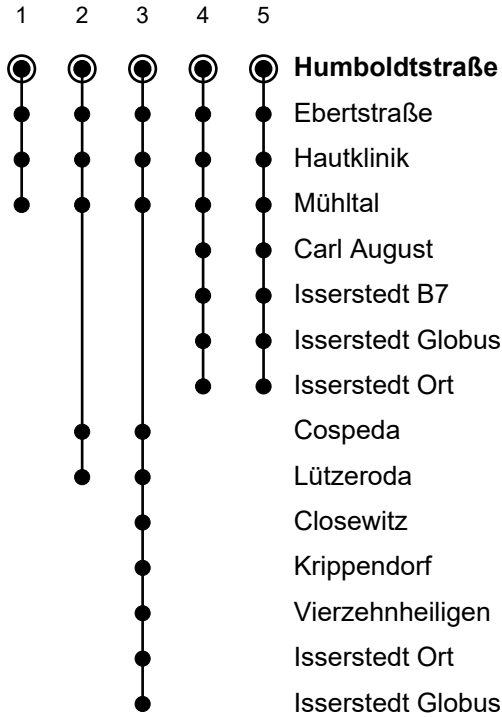 1 2 3 4 5
Humboldtstraße
Ebertstraße
Hautklinik
Mühltal
Carl August
Isserstedt B7
Isserstedt Globus
Isserstedt Ort
Cospeda
Lützeroda
Closewitz
Krippendorf
Vierzehnheiligen
Isserstedt Ort
Isserstedt Globus